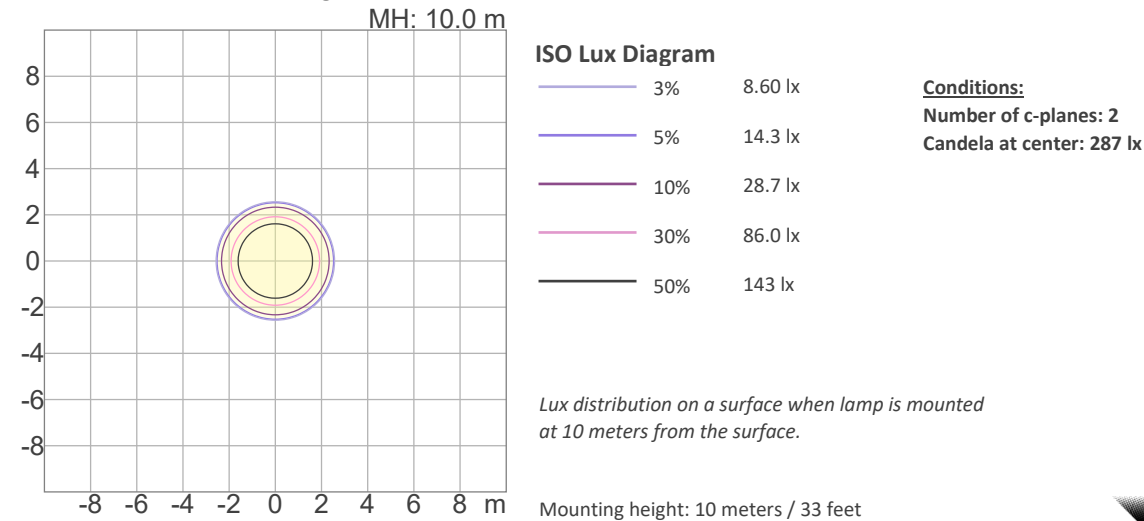 MH: 10.0 m
8
6
4
2
0
-2
-4
-6
-8
-8 -6 -4 -2 0 2 4 6 8 m
ISO Lux Diagram
3% 8.60 lx
5% 14.3 lx
10% 28.7 lx
30% 86.0 lx
50% 143 lx
Conditions:
Number of c-planes: 2
Candela at center: 287 lx
Lux distribution on a surface when lamp is mounted
at 10 meters from the surface.
Mounting height: 10 meters / 33 feet